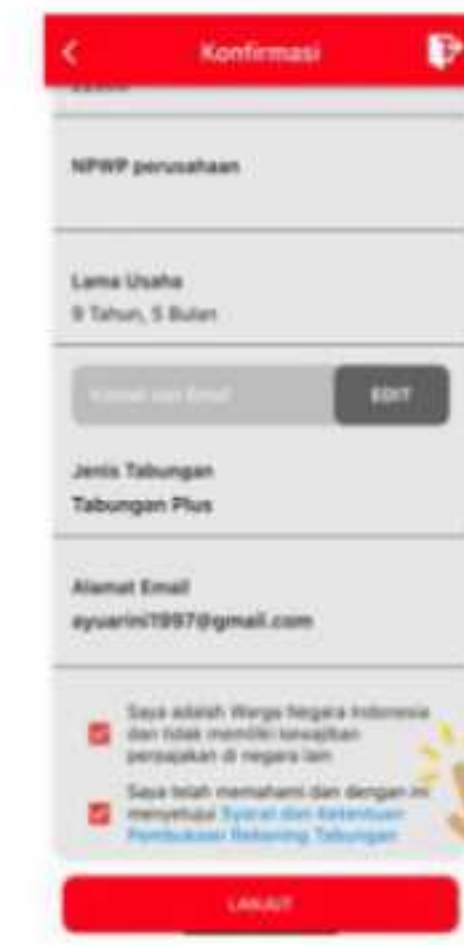 Konfirmasi
NPWP perusahaan
Lama Usaha
9 Tahun, 5 Bulan
EDIT
Jenis Tabungan
Tabungan Plus
Alamat Email
ayuarini1997@gmail.com
Saya adalah Warga Negara Indonesia
dan tidak memiliki kewajiban
perpajakan di negara lain
Saya telah memahami dan dengan ini
menyetujui Syarat dan Ketentuan
Pembukaan Rekening Tabungan
LANJUT